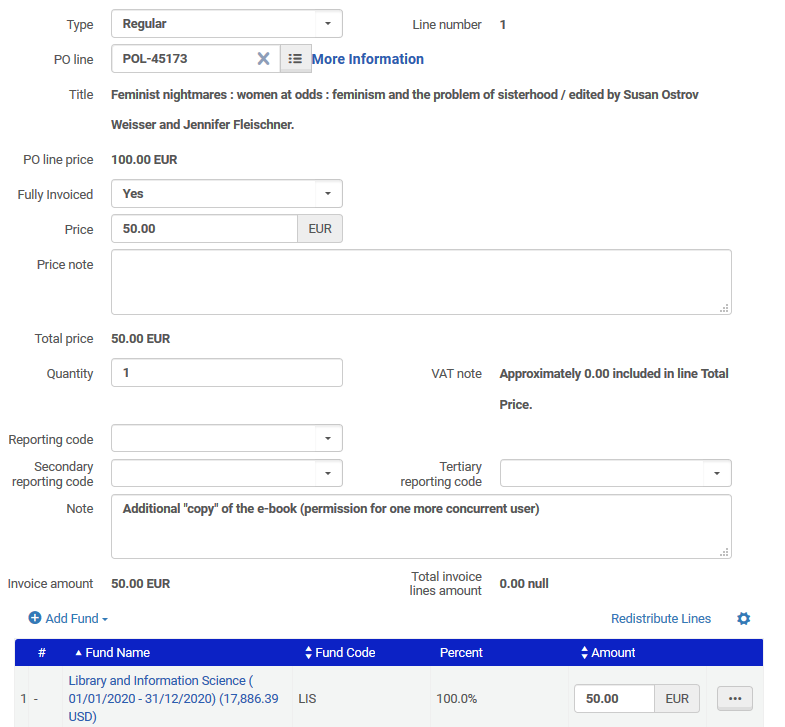 Type Regular Line number 1
PO line POL-45173 More Information
Title Feminist nightmares : women at odds : feminism and the problem of sisterhood / edited by Susan Ostrov
Weisser and Jennifer Fleischner.
PO line price 100.00 EUR
Fully Invoiced Yes
Price 50.00 EUR
Price note
Total price 50.00 EUR
Quantity 1 VAT note Approximately 0.00 included in line Total
Price.
Reporting code
Secondary
reporting code
Tertiary
reporting code
Note Additional "copy" of the e-book (permission for one more concurrent user)
Invoice amount 50.00 EUR
Total invoice
lines amount 0.00 null
Add Fund Redistribute Lines
# Fund Name Fund Code Percent Amount
Library and Information Science (
1 - 01/01/2020 - 31/12/2020) (17,886.39 LIS 100.0% 50.00 EUR
USD)